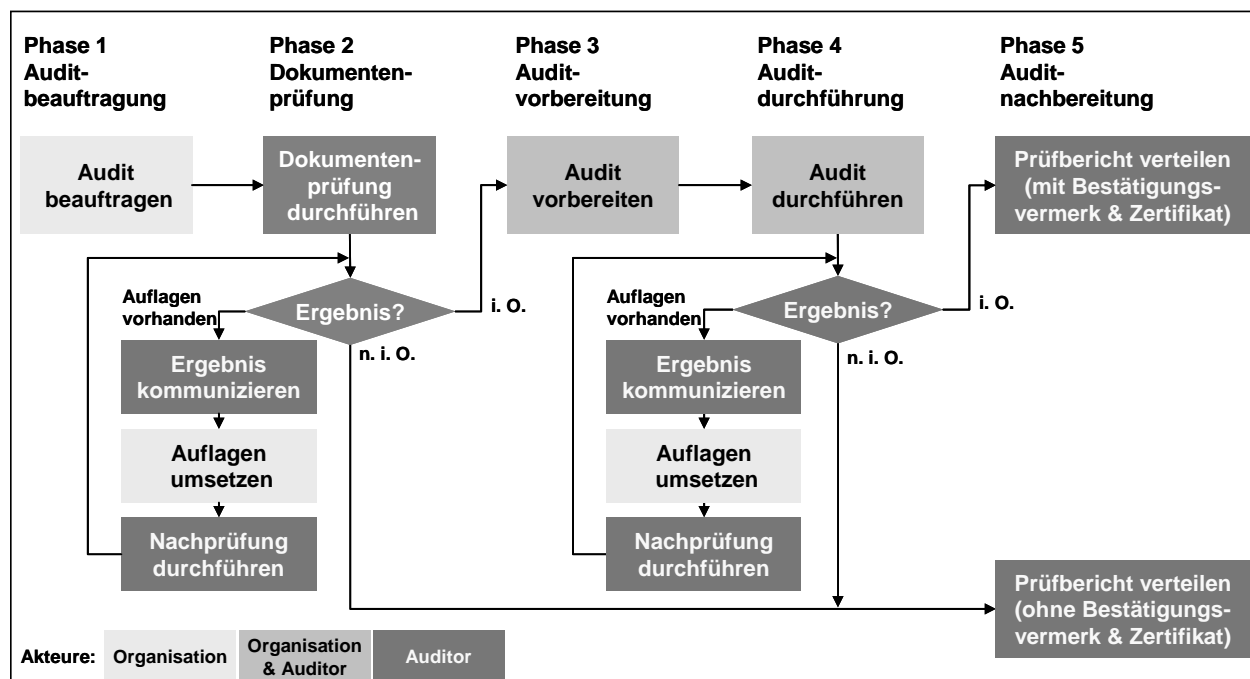 Phase 1
Audit-
beauftragung
Phase 2
Dokumenten-
prüfung
Phase 3
Audit-
vorbereitung
Phase 4
Audit-
durchführung
Phase 5
Audit-
nachbereitung
Audit
beauftragen
Dokumenten-
prüfung
durchführen
Audit
vorbereiten
Audit
durchführen
Prüfbericht verteilen
(mit Bestätigungs-
vermerk & Zertifikat)
Auflagen
vorhanden
Ergebnis?
i. O.
n. i. O.
Ergebnis
kommunizieren
Auflagen
umsetzen
Nachprüfung
durchführen
Auflagen
vorhanden
Ergebnis?
i. O.
n. i. O.
Ergebnis
kommunizieren
Auflagen
umsetzen
Nachprüfung
durchführen
Prüfbericht verteilen
(ohne Bestätigungs-
vermerk & Zertifikat)
Akteure:
Organisation
Organisation
& Auditor
Auditor